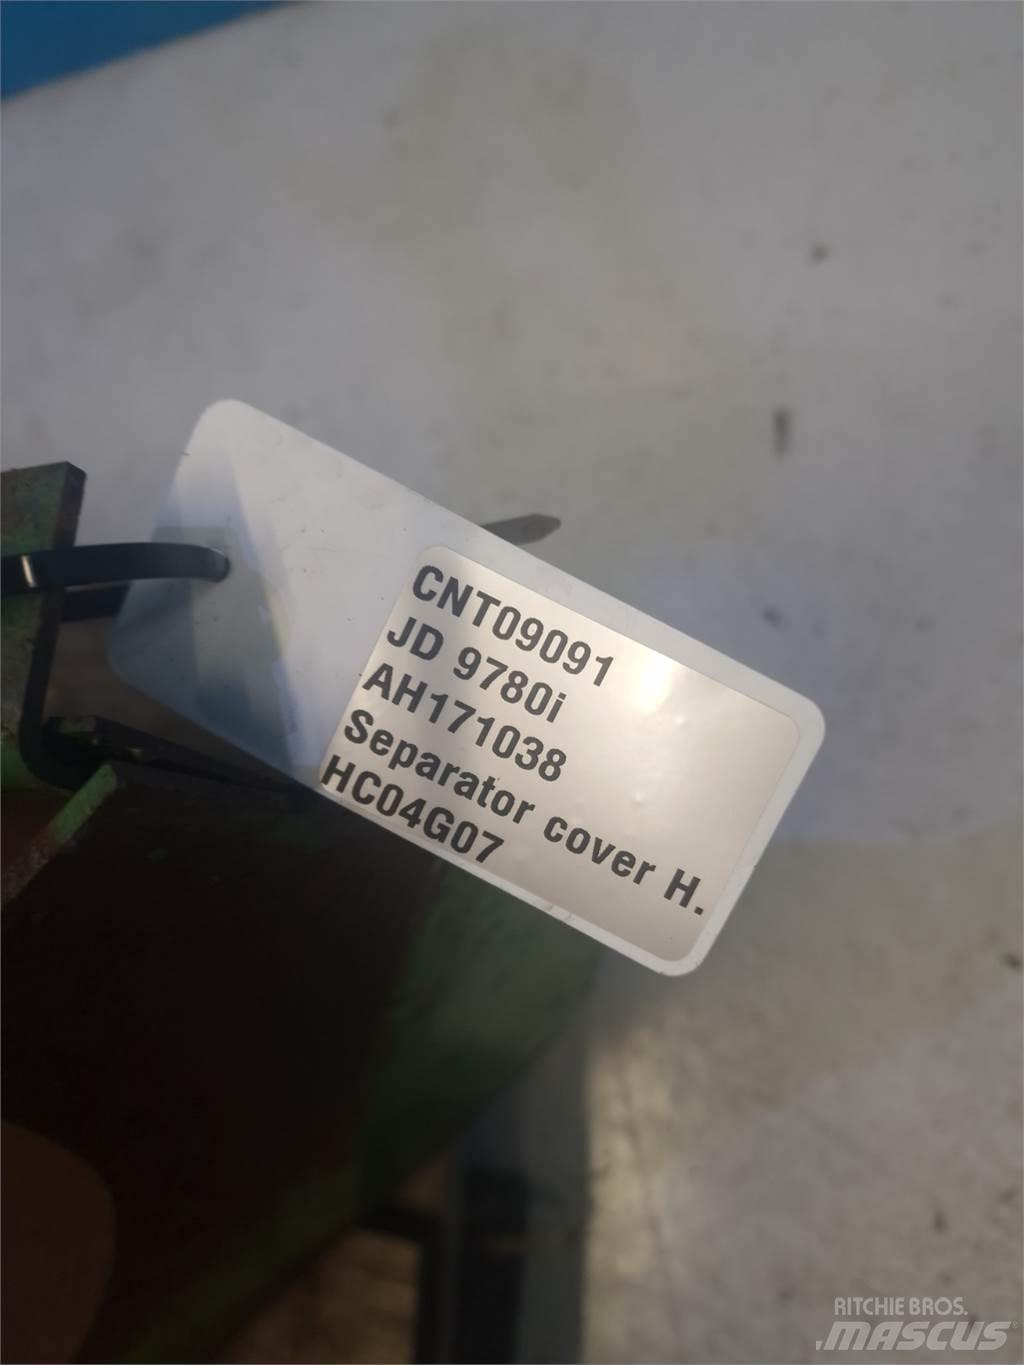 CNT09091
JD 9780i
AH171038
Separator cover H.
HC04G07
RITCHIE BROS.
MASCUS